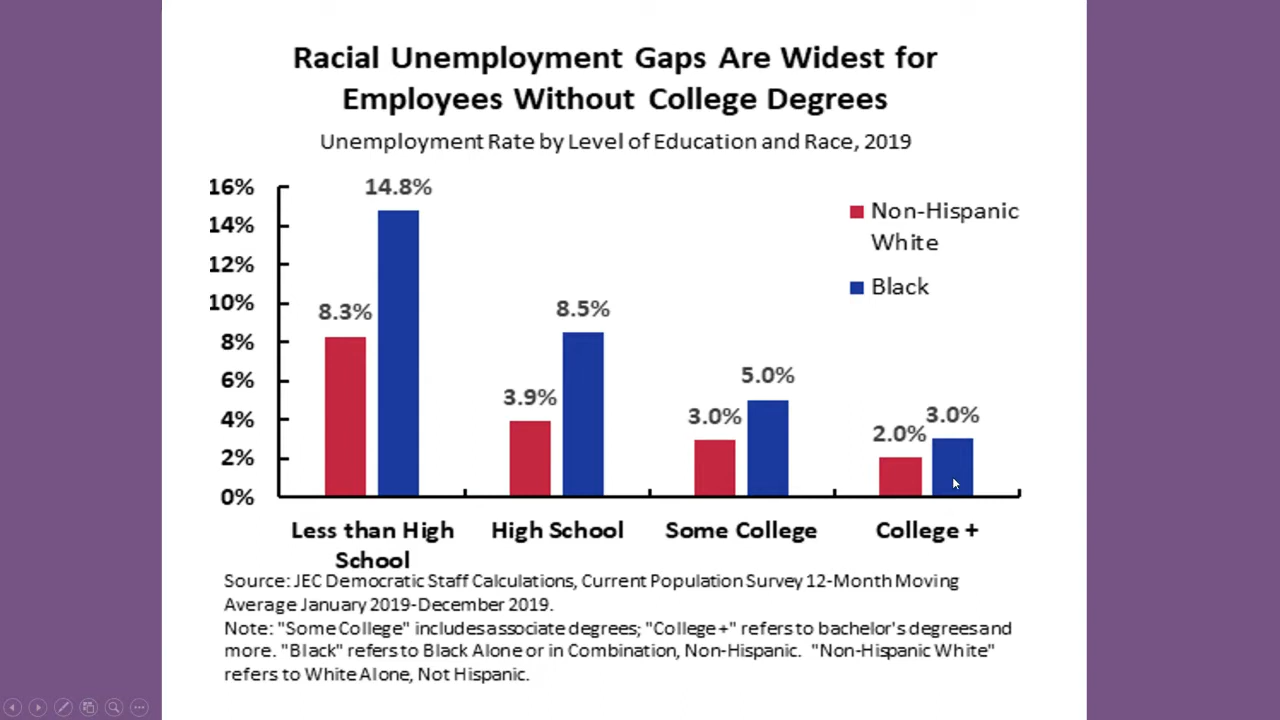 Racial Unemployment Gaps Are Widest for
Employees Without College Degrees
Unemployment Rate by Level of Education and Race, 2019
16%
14%
12%
10%
8%
6%
4%
2%
0%
8.3%
14.8%
3.9%
8.5%
3.0%
5.0%
2.0%
3.0%
Non-Hispanic
White
Black
Less than High
School
High School
Some College
College +
Source: JEC Democratic Staff Calculations, Current Population Survey 12-Month Moving
Average January 2019-December 2019.
Note: "Some College" includes associate degrees; "College +" refers to bachelor's degrees and
more. "Black" refers to Black Alone or in Combination, Non-Hispanic. "Non-Hispanic White"
refers to White Alone, Not Hispanic.